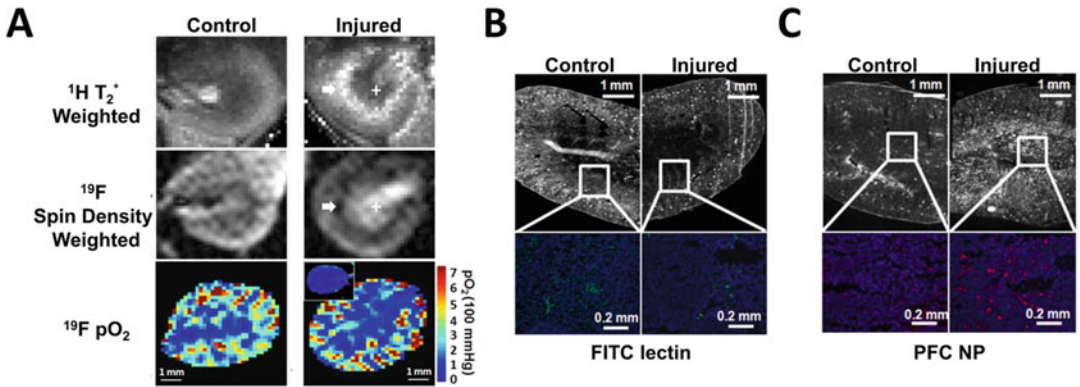 A
Control
Injured
¹H T₂*
Weighted
¹⁹F
Spin Density
Weighted
¹⁹F pO₂
1 mm
1 mm
7
6
5
4
3
2
1
0
pO₂ (100 mmHg)
B
Control
Injured
1 mm
1 mm
0.2 mm
0.2 mm
FITC lectin
C
Control
Injured
1 mm
1 mm
0.2 mm
0.2 mm
PFC NP